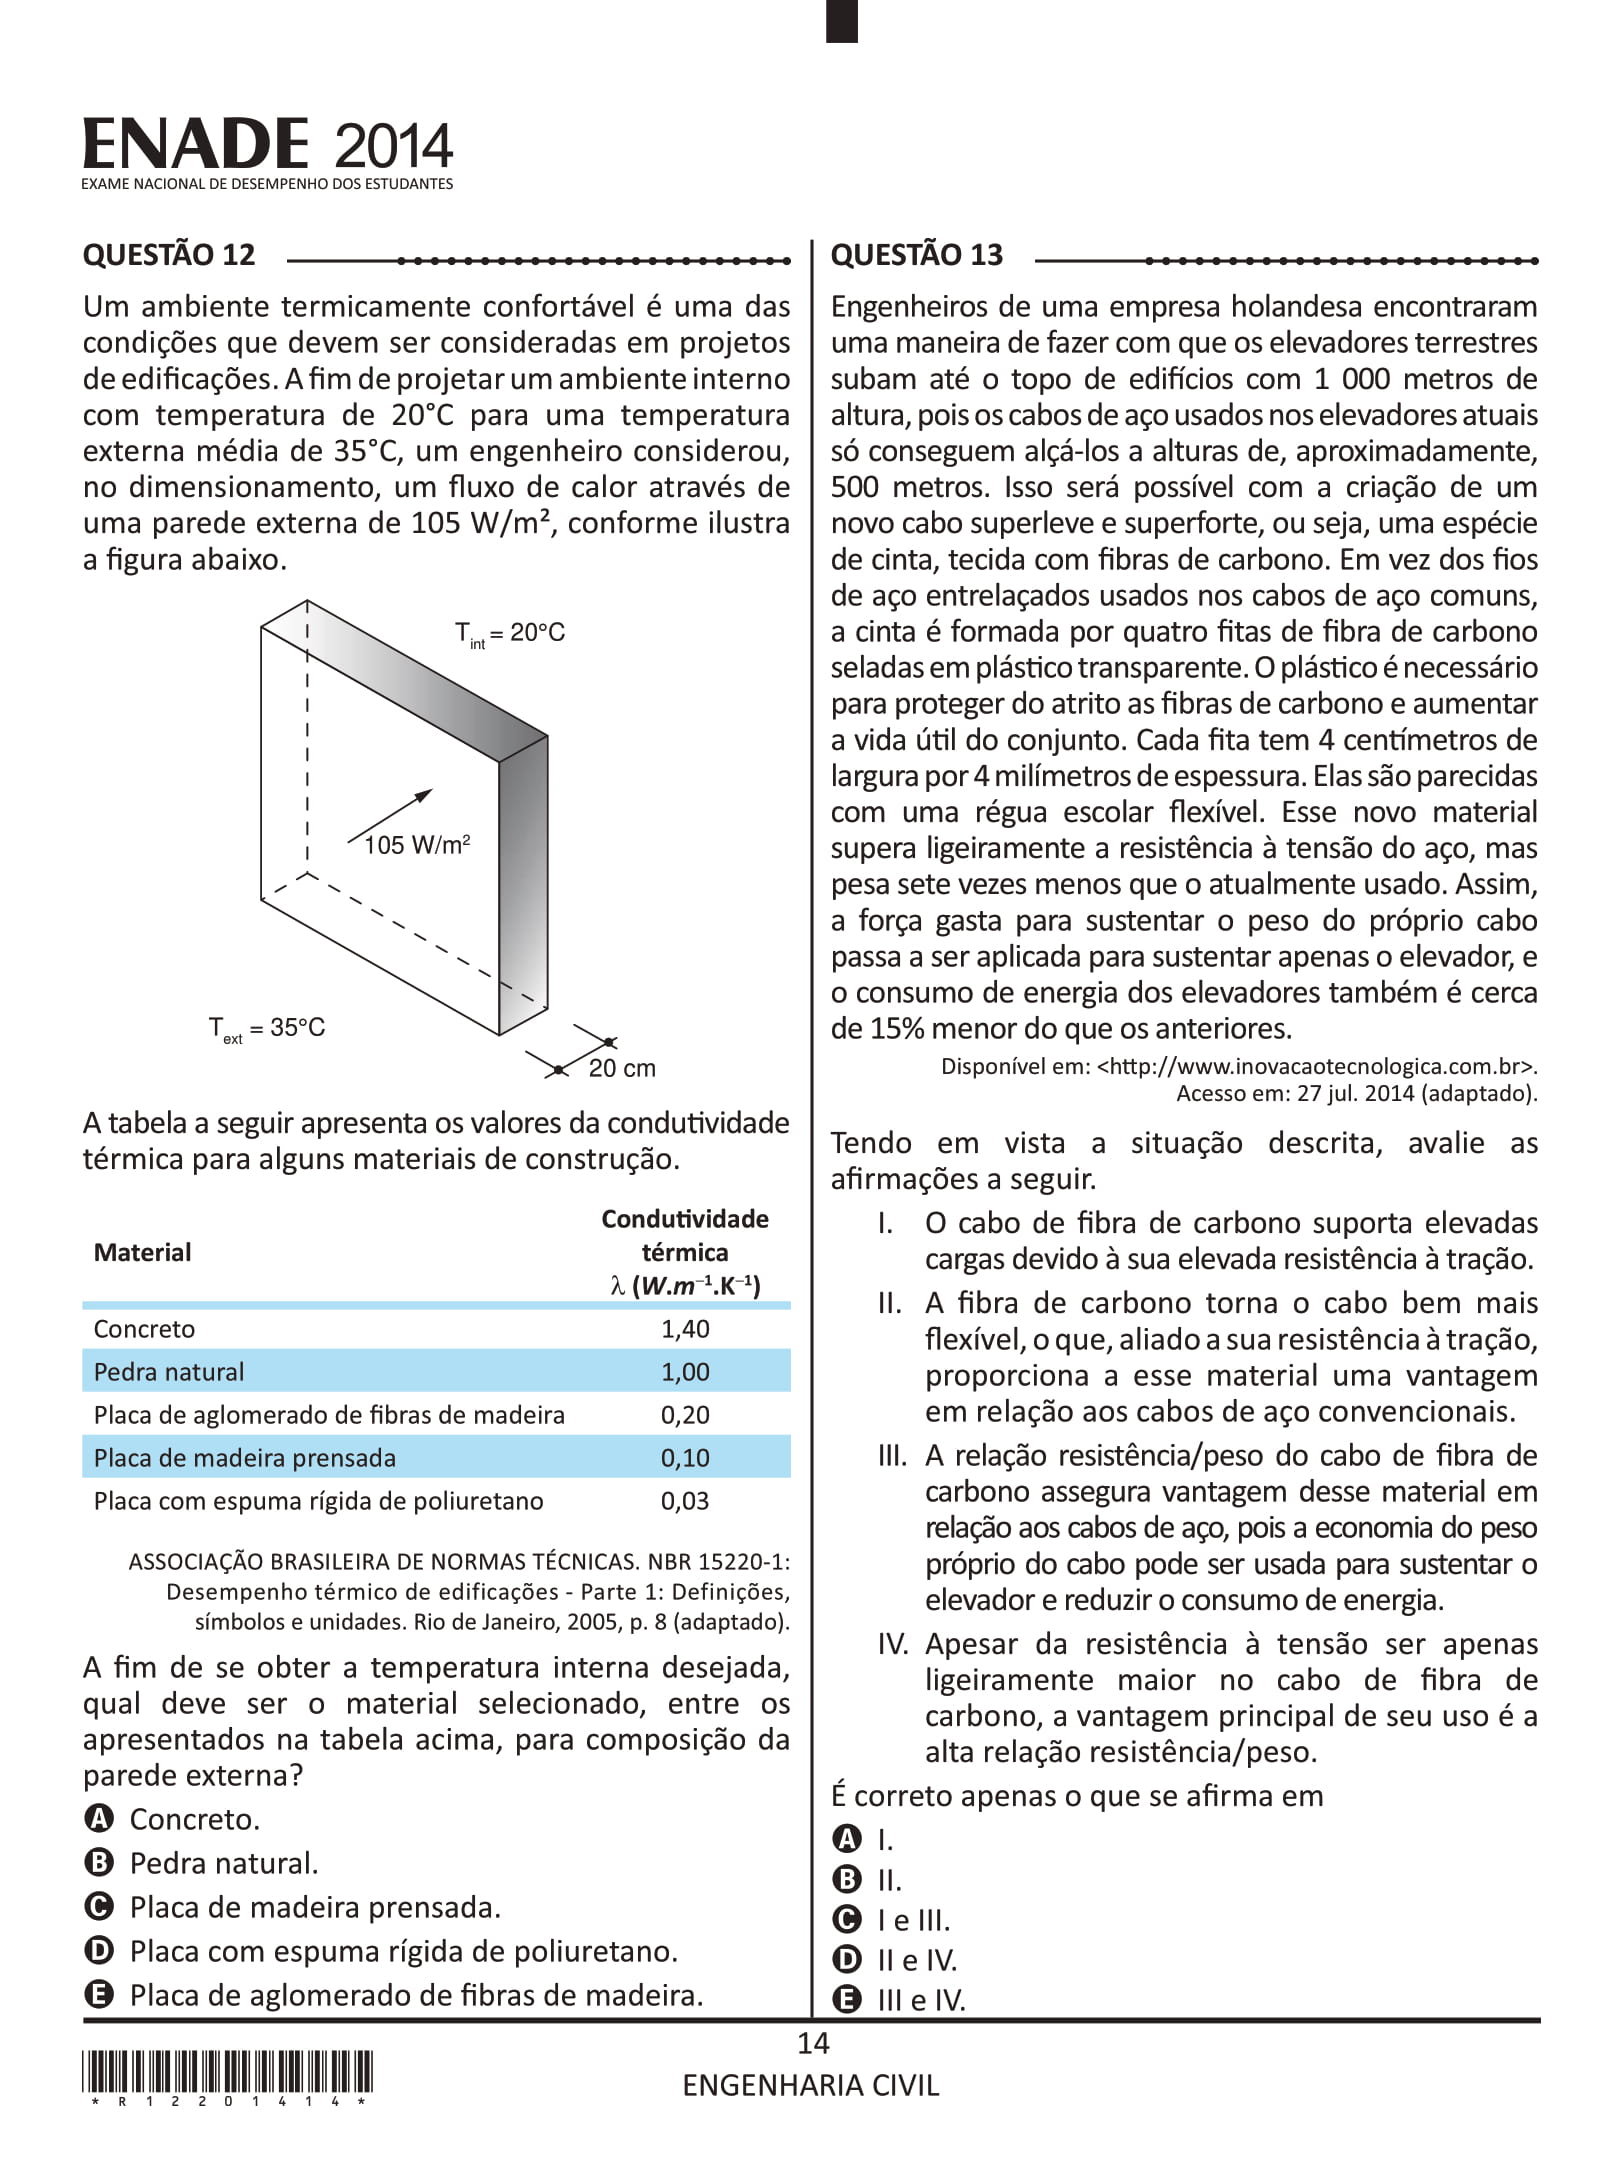 ENADE 2014
EXAME NACIONAL DE DESEMPENHO DOS ESTUDANTES
QUESTÃO 12
Um ambiente termicamente confortável é uma das
condições que devem ser consideradas em projetos
de edificações. A fim de projetar um ambiente interno
com temperatura de 20°C para uma temperatura
externa média de 35°C, um engenheiro considerou,
no dimensionamento, um fluxo de calor através de
uma parede externa de 105 W/m², conforme ilustra
a figura abaixo.
T int = 20°C
105 W/m²
T ext = 35°C
20 cm
A tabela a seguir apresenta os valores da condutividade
térmica para alguns materiais de construção.
Material
Condutividade
térmica
λ (W.m⁻¹.K⁻¹)
Concreto 1,40
Pedra natural 1,00
Placa de aglomerado de fibras de madeira 0,20
Placa de madeira prensada 0,10
Placa com espuma rígida de poliuretano 0,03
ASSOCIAÇÃO BRASILEIRA DE NORMAS TÉCNICAS. NBR 15220-1:
Desempenho térmico de edificações - Parte 1: Definições,
símbolos e unidades. Rio de Janeiro, 2005, p. 8 (adaptado).
A fim de se obter a temperatura interna desejada,
qual deve ser o material selecionado, entre os
apresentados na tabela acima, para composição da
parede externa?
A Concreto.
B Pedra natural.
C Placa de madeira prensada.
D Placa com espuma rígida de poliuretano.
E Placa de aglomerado de fibras de madeira.
QUESTÃO 13
Engenheiros de uma empresa holandesa encontraram
uma maneira de fazer com que os elevadores terrestres
subam até o topo de edifícios com 1 000 metros de
altura, pois os cabos de aço usados nos elevadores atuais
só conseguem alçá-los a alturas de, aproximadamente,
500 metros. Isso será possível com a criação de um
novo cabo superleve e superforte, ou seja, uma espécie
de cinta, tecida com fibras de carbono. Em vez dos fios
de aço entrelaçados usados nos cabos de aço comuns,
a cinta é formada por quatro fitas de fibra de carbono
seladas em plástico transparente. O plástico é necessário
para proteger do atrito as fibras de carbono e aumentar
a vida útil do conjunto. Cada fita tem 4 centímetros de
largura por 4 milímetros de espessura. Elas são parecidas
com uma régua escolar flexível. Esse novo material
supera ligeiramente a resistência à tensão do aço, mas
pesa sete vezes menos que o atualmente usado. Assim,
a força gasta para sustentar o peso do próprio cabo
passa a ser aplicada para sustentar apenas o elevador, e
o consumo de energia dos elevadores também é cerca
de 15% menor do que os anteriores.
Disponível em: <http://www.inovacaotecnologica.com.br>.
Acesso em: 27 jul. 2014 (adaptado).
Tendo em vista a situação descrita, avalie as
afirmações a seguir.
I. O cabo de fibra de carbono suporta elevadas
cargas devido à sua elevada resistência à tração.
II. A fibra de carbono torna o cabo bem mais
flexível, o que, aliado a sua resistência à tração,
proporciona a esse material uma vantagem
em relação aos cabos de aço convencionais.
III. A relação resistência/peso do cabo de fibra de
carbono assegura vantagem desse material em
relação aos cabos de aço, pois a economia do peso
próprio do cabo pode ser usada para sustentar o
elevador e reduzir o consumo de energia.
IV. Apesar da resistência à tensão ser apenas
ligeiramente maior no cabo de fibra de
carbono, a vantagem principal de seu uso é a
alta relação resistência/peso.
É correto apenas o que se afirma em
A I.
B II.
C I e III.
D II e IV.
E III e IV.
14
ENGENHARIA CIVIL
*R12201414*